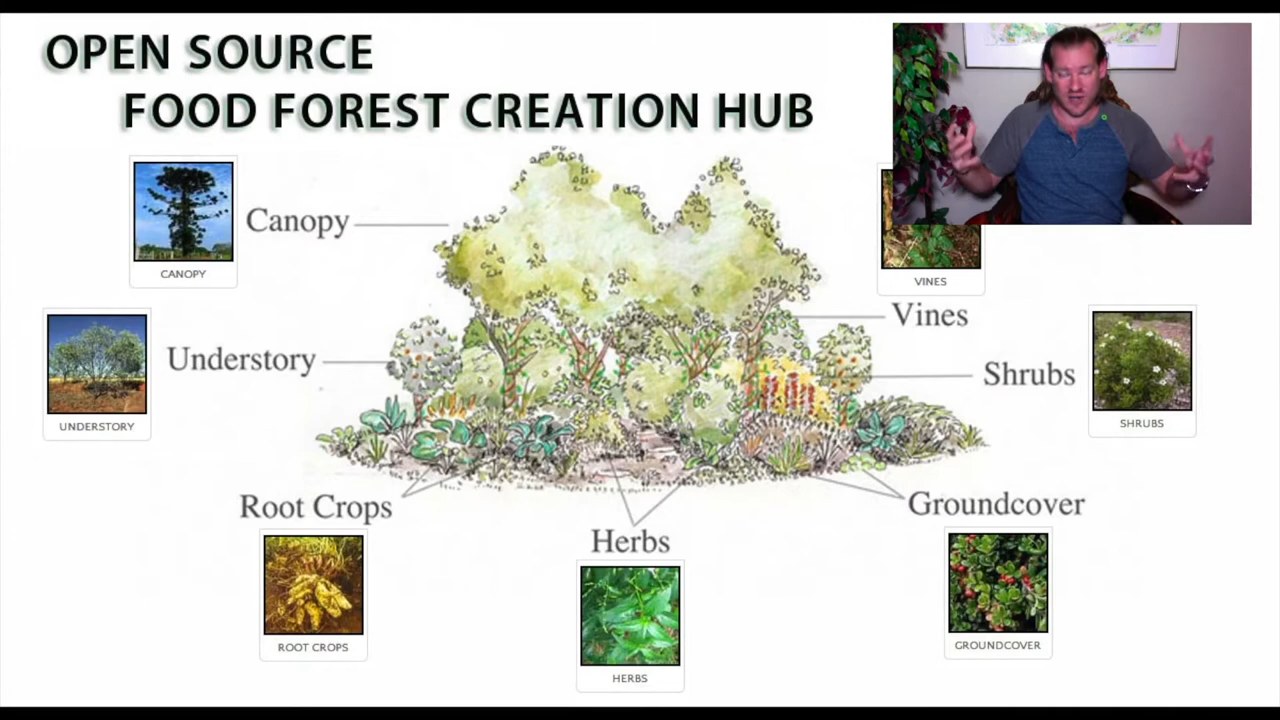 OPEN SOURCE
FOOD FOREST CREATION HUB
CANOPY
Canopy
VINES
Vines
UNDERSTORY
Understory
Shrubs
SHRUBS
Root Crops
ROOT CROPS
Herbs
HERBS
Groundcover
GROUNDCOVER